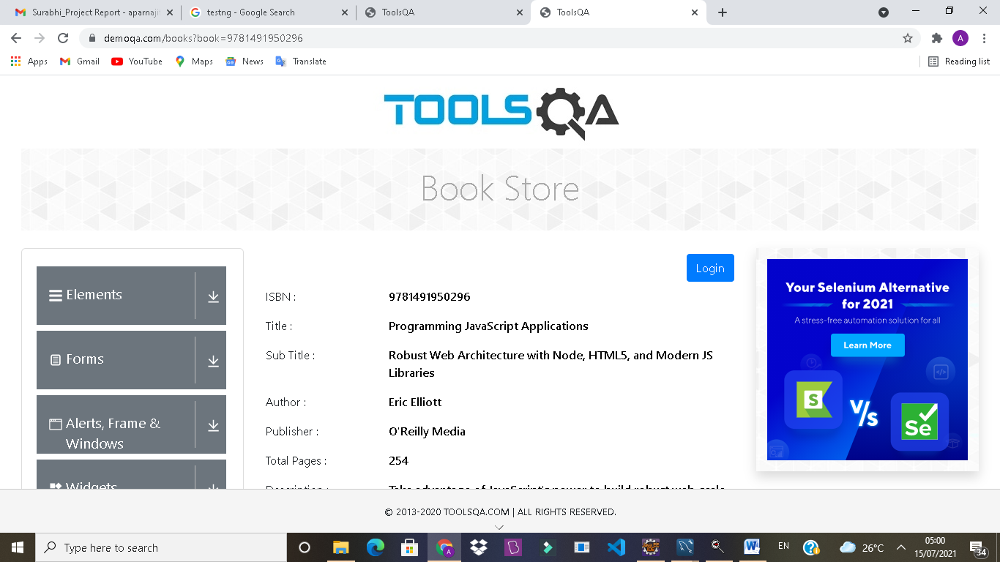 Surabhi_Project Report - aparnajit
testng - Google Search
ToolsQA
ToolsQA
demoqa.com/books?book=9781491950296
A
Apps
Gmail
YouTube
Maps
News
Translate
Reading list
TOOLSQA
Book Store
Elements
Forms
Alerts, Frame &
Windows
Widgets
Login
ISBN :
9781491950296
Title :
Programming JavaScript Applications
Sub Title :
Robust Web Architecture with Node, HTML5, and Modern JS
Libraries
Author :
Eric Elliott
Publisher :
O'Reilly Media
Total Pages :
254
Description :
Take advantage of JavaScript's power to build robust web-scale
Your Selenium Alternative
for 2021
A stress-free automation solution for all
Learn More
S
V/s
Se
© 2013-2020 TOOLSQA.COM | ALL RIGHTS RESERVED.
Type here to search
EN
26°C
05:00
15/07/2021
34